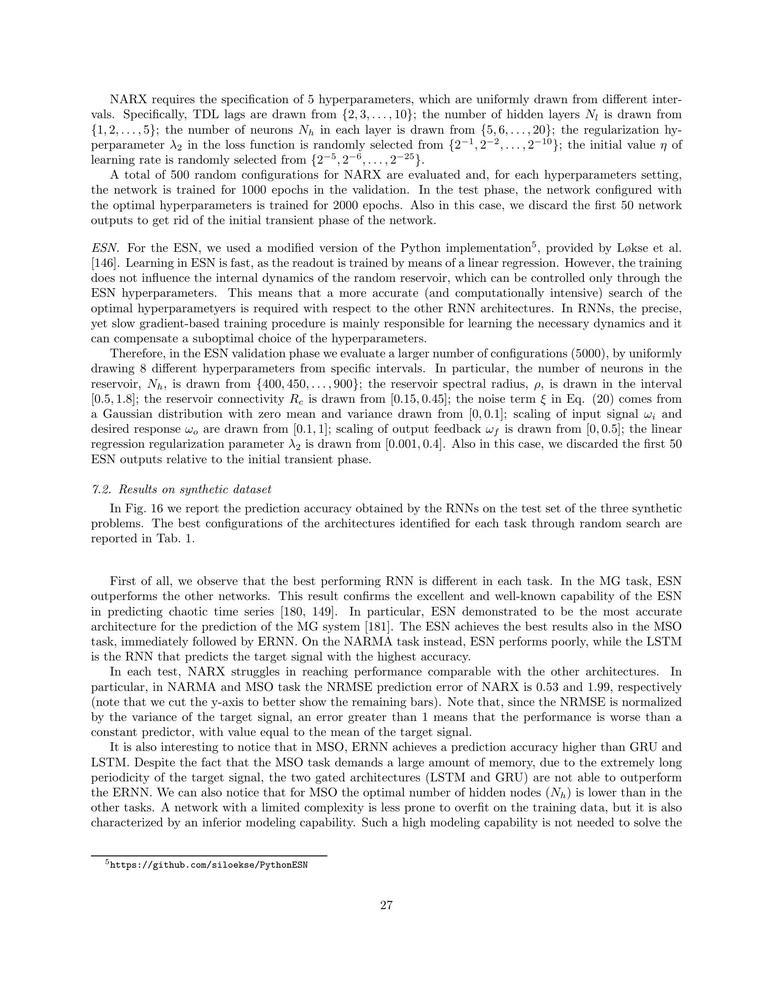 NARX requires the specification of 5 hyperparameters, which are uniformly drawn from different inter-
vals. Specifically, TDL lags are drawn from {2, 3, . . . , 10}; the number of hidden layers Nₗ is drawn from
{1, 2, . . . , 5}; the number of neurons Nₕ in each layer is drawn from {5, 6, . . . , 20}; the regularization hy-
perparameter λ₂ in the loss function is randomly selected from {2⁻¹, 2⁻², . . . , 2⁻¹⁰}; the initial value η of
learning rate is randomly selected from {2⁻⁵, 2⁻⁶, . . . , 2⁻²⁵}.
A total of 500 random configurations for NARX are evaluated and, for each hyperparameters setting,
the network is trained for 1000 epochs in the validation. In the test phase, the network configured with
the optimal hyperparameters is trained for 2000 epochs. Also in this case, we discard the first 50 network
outputs to get rid of the initial transient phase of the network.
ESN. For the ESN, we used a modified version of the Python implementation⁵, provided by Løkse et al.
[146]. Learning in ESN is fast, as the readout is trained by means of a linear regression. However, the training
does not influence the internal dynamics of the random reservoir, which can be controlled only through the
ESN hyperparameters. This means that a more accurate (and computationally intensive) search of the
optimal hyperparametyers is required with respect to the other RNN architectures. In RNNs, the precise,
yet slow gradient-based training procedure is mainly responsible for learning the necessary dynamics and it
can compensate a suboptimal choice of the hyperparameters.
Therefore, in the ESN validation phase we evaluate a larger number of configurations (5000), by uniformly
drawing 8 different hyperparameters from specific intervals. In particular, the number of neurons in the
reservoir, Nₕ, is drawn from {400, 450, . . . , 900}; the reservoir spectral radius, ρ, is drawn in the interval
[0.5, 1.8]; the reservoir connectivity R_c is drawn from [0.15, 0.45]; the noise term ξ in Eq. (20) comes from
a Gaussian distribution with zero mean and variance drawn from [0, 0.1]; scaling of input signal ωᵢ and
desired response ωₒ are drawn from [0.1, 1]; scaling of output feedback ω_f is drawn from [0, 0.5]; the linear
regression regularization parameter λ₂ is drawn from [0.001, 0.4]. Also in this case, we discarded the first 50
ESN outputs relative to the initial transient phase.
7.2. Results on synthetic dataset
In Fig. 16 we report the prediction accuracy obtained by the RNNs on the test set of the three synthetic
problems. The best configurations of the architectures identified for each task through random search are
reported in Tab. 1.
First of all, we observe that the best performing RNN is different in each task. In the MG task, ESN
outperforms the other networks. This result confirms the excellent and well-known capability of the ESN
in predicting chaotic time series [180, 149]. In particular, ESN demonstrated to be the most accurate
architecture for the prediction of the MG system [181]. The ESN achieves the best results also in the MSO
task, immediately followed by ERNN. On the NARMA task instead, ESN performs poorly, while the LSTM
is the RNN that predicts the target signal with the highest accuracy.
In each test, NARX struggles in reaching performance comparable with the other architectures. In
particular, in NARMA and MSO task the NRMSE prediction error of NARX is 0.53 and 1.99, respectively
(note that we cut the y-axis to better show the remaining bars). Note that, since the NRMSE is normalized
by the variance of the target signal, an error greater than 1 means that the performance is worse than a
constant predictor, with value equal to the mean of the target signal.
It is also interesting to notice that in MSO, ERNN achieves a prediction accuracy higher than GRU and
LSTM. Despite the fact that the MSO task demands a large amount of memory, due to the extremely long
periodicity of the target signal, the two gated architectures (LSTM and GRU) are not able to outperform
the ERNN. We can also notice that for MSO the optimal number of hidden nodes (Nₕ) is lower than in the
other tasks. A network with a limited complexity is less prone to overfit on the training data, but it is also
characterized by an inferior modeling capability. Such a high modeling capability is not needed to solve the
⁵https://github.com/siloekse/PythonESN
27